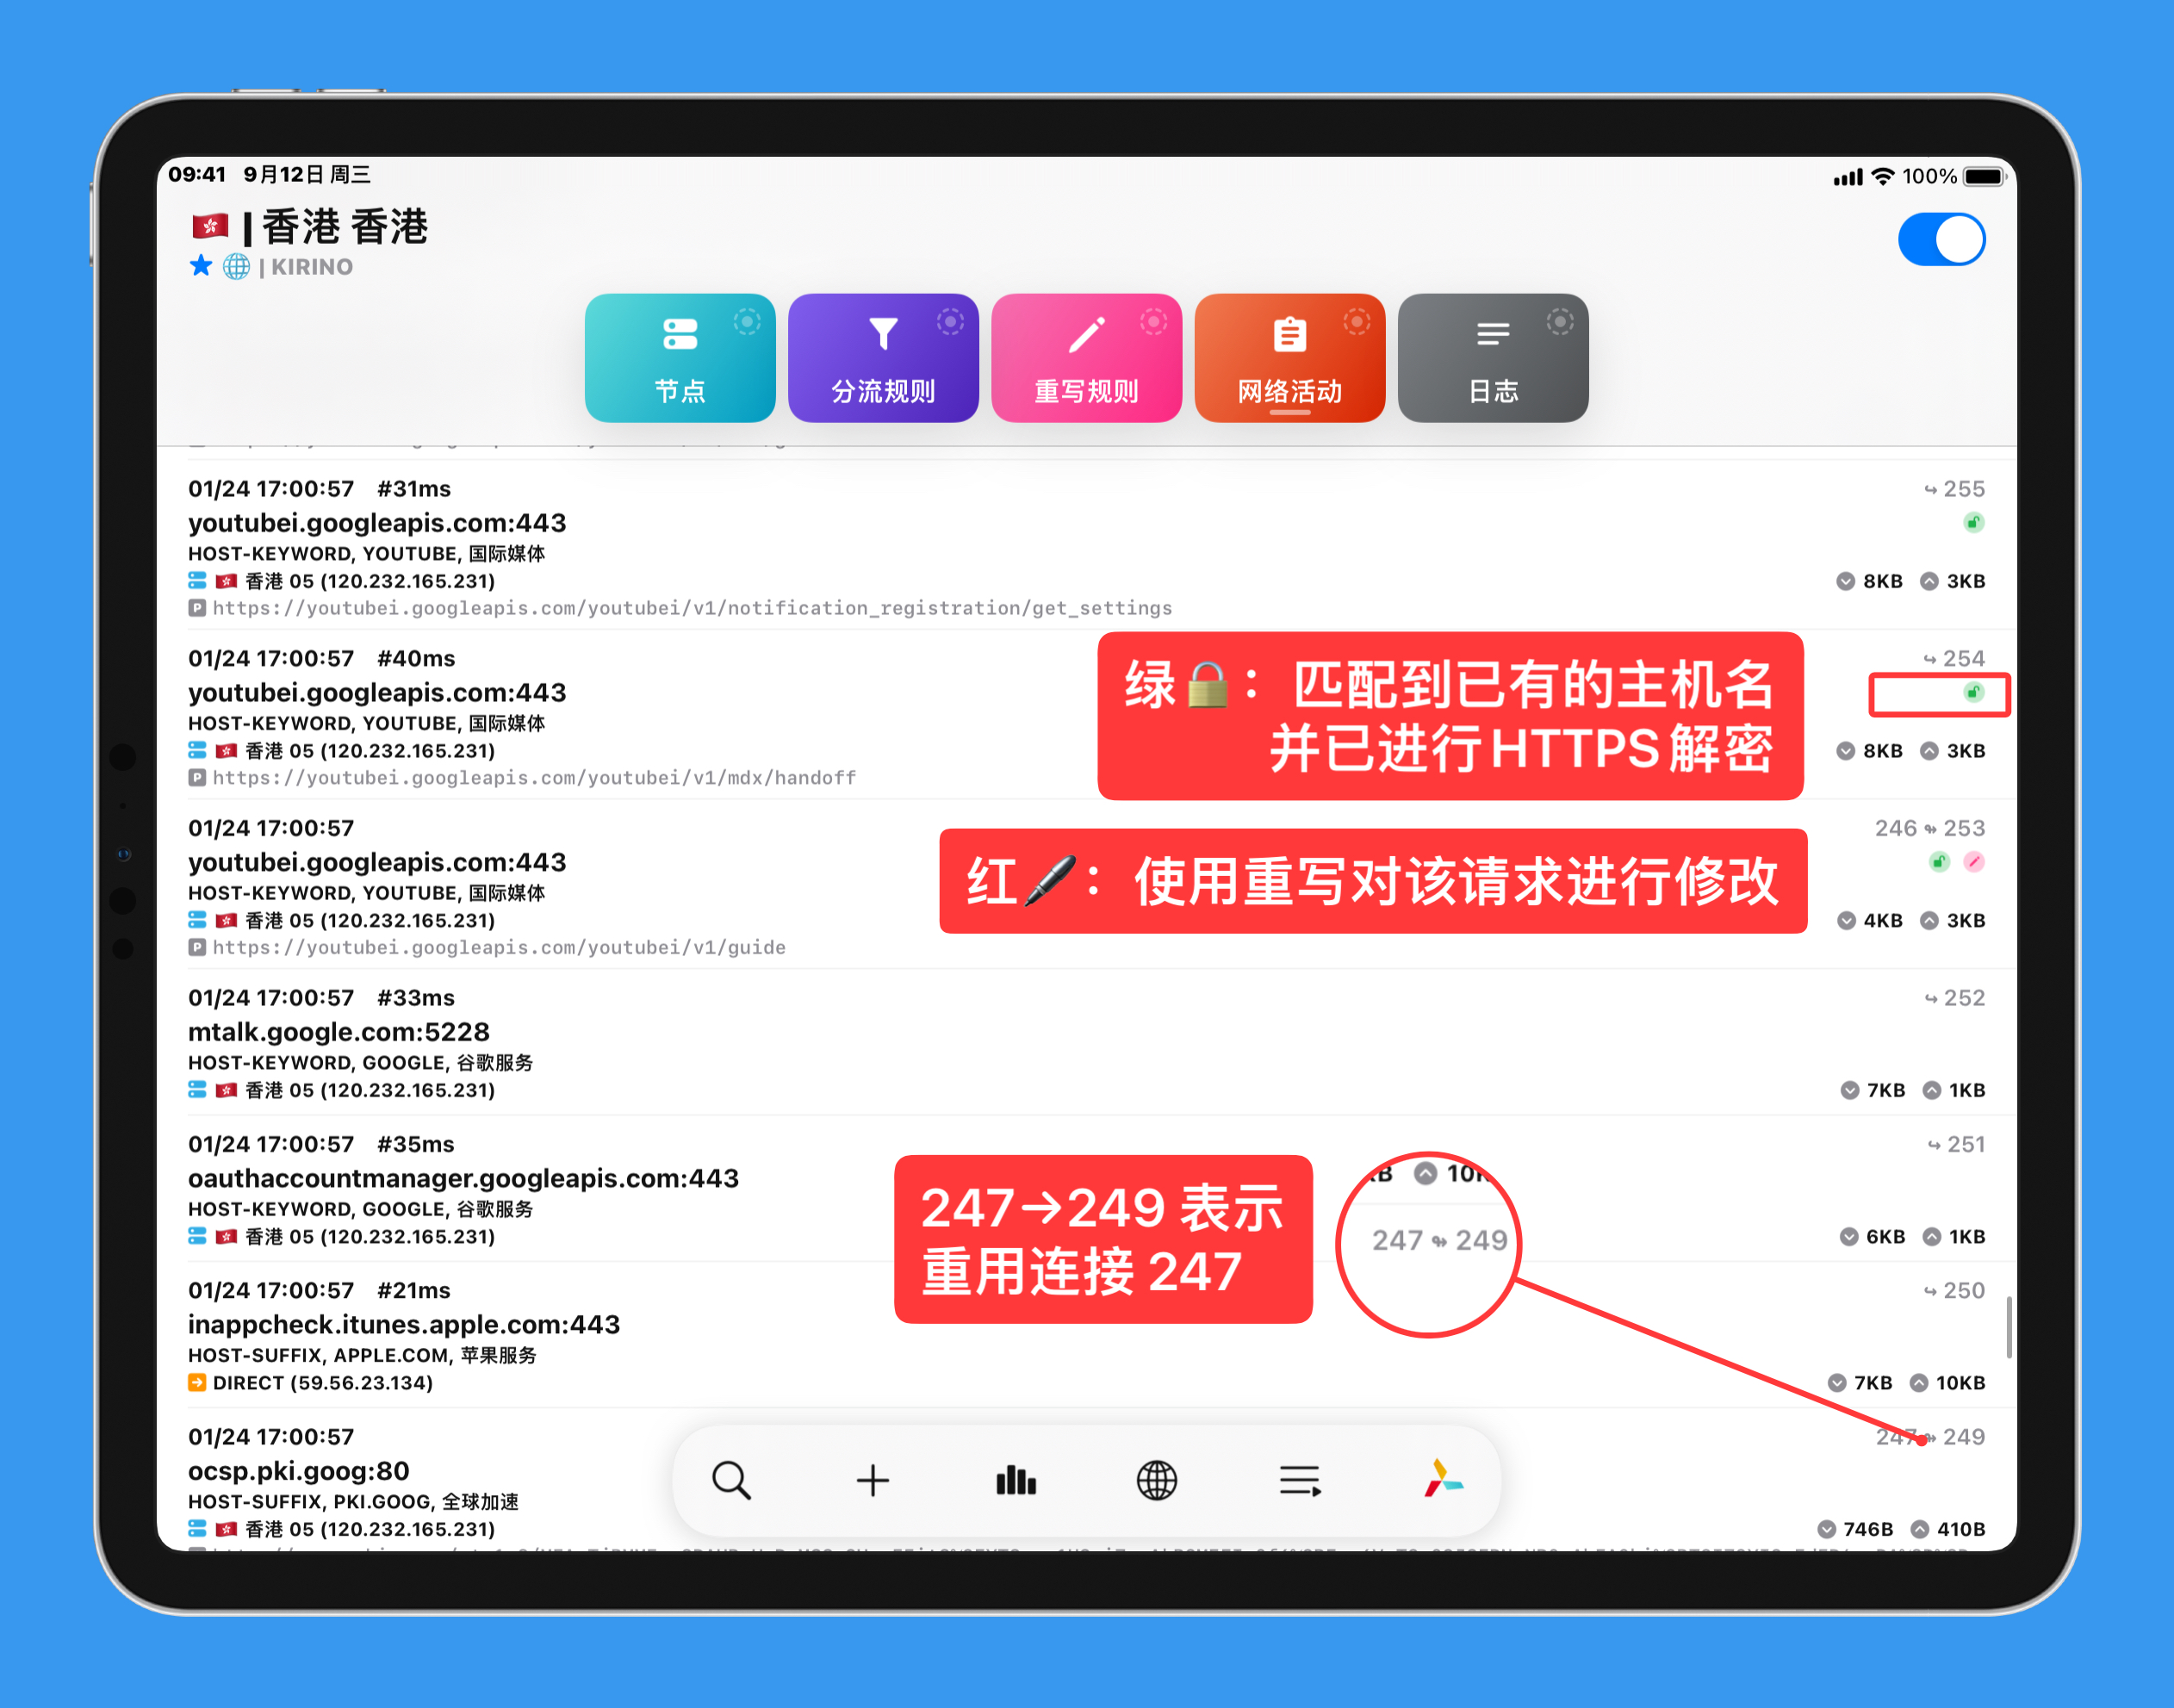 09:41 9月12日 周三
100%
🇭🇰 | 香港 香港
| KIRINO
节点
分流规则
重写规则
网络活动
日志
01/24 17:00:57 #31ms
255
youtubei.googleapis.com:443
HOST-KEYWORD, YOUTUBE, 国际媒体
香港 05 (120.232.165.231)
8KB 3KB
P https://youtubei.googleapis.com/youtubei/v1/notification_registration/get_settings
01/24 17:00:57 #40ms
254
youtubei.googleapis.com:443
HOST-KEYWORD, YOUTUBE, 国际媒体
香港 05 (120.232.165.231)
8KB 3KB
P https://youtubei.googleapis.com/youtubei/v1/mdx/handoff
绿🔒：匹配到已有的主机名
并已进行HTTPS解密
01/24 17:00:57
246 253
youtubei.googleapis.com:443
HOST-KEYWORD, YOUTUBE, 国际媒体
香港 05 (120.232.165.231)
4KB 3KB
P https://youtubei.googleapis.com/youtubei/v1/guide
红🖊：使用重写对该请求进行修改
01/24 17:00:57 #33ms
252
mtalk.google.com:5228
HOST-KEYWORD, GOOGLE, 谷歌服务
香港 05 (120.232.165.231)
7KB 1KB
01/24 17:00:57 #35ms
251
oauthaccountmanager.googleapis.com:443
HOST-KEYWORD, GOOGLE, 谷歌服务
香港 05 (120.232.165.231)
6KB 1KB
247→249 表示
重用连接 247
247 249
01/24 17:00:57 #21ms
250
inappcheck.itunes.apple.com:443
HOST-SUFFIX, APPLE.COM, 苹果服务
DIRECT (59.56.23.134)
7KB 10KB
01/24 17:00:57
247 249
ocsp.pki.goog:80
HOST-SUFFIX, PKI.GOOG, 全球加速
香港 05 (120.232.165.231)
746B 410B